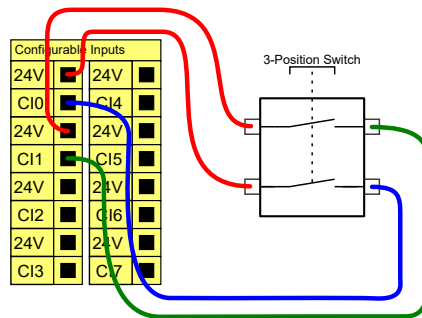 Configurable Inputs
3-Position Switch
24V 24V
CI0 CI4
24V 24V
CI1 CI5
24V 24V
CI2 CI6
24V 24V
CI3 CI7